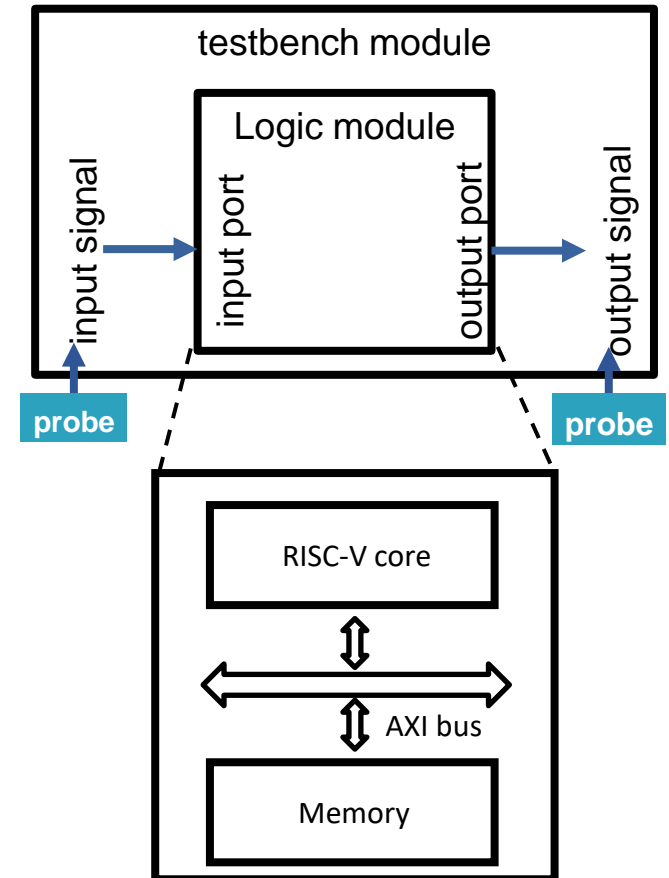 testbench module
Logic module
input signal
input port
output port
output signal
probe
probe
RISC-V core
AXI bus
Memory